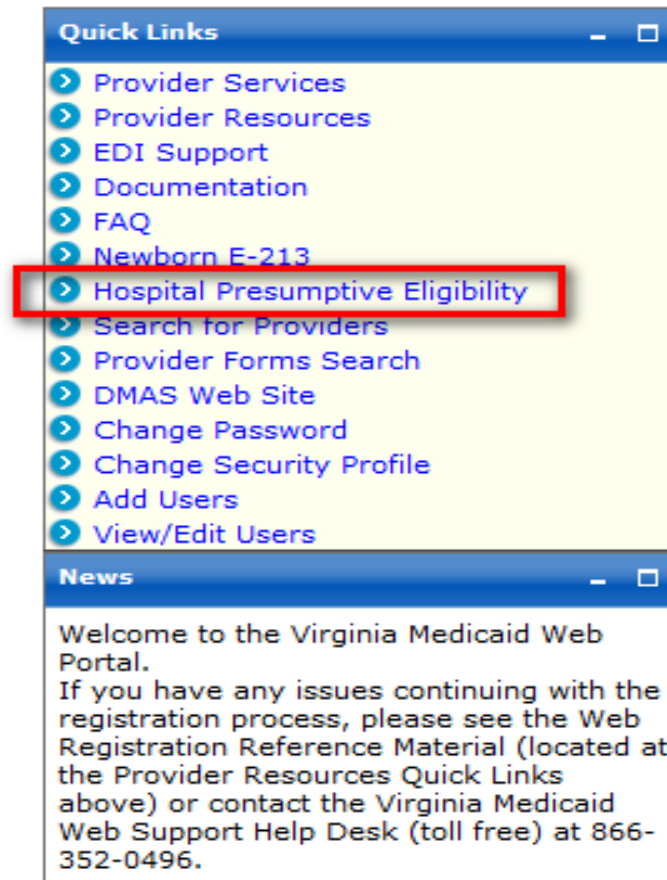 Quick Links
Provider Services
Provider Resources
EDI Support
Documentation
FAQ
Newborn E-213
Hospital Presumptive Eligibility
Search for Providers
Provider Forms Search
DMAS Web Site
Change Password
Change Security Profile
Add Users
View/Edit Users
News
Welcome to the Virginia Medicaid Web
Portal.
If you have any issues continuing with the
registration process, please see the Web
Registration Reference Material (located at
the Provider Resources Quick Links
above) or contact the Virginia Medicaid
Web Support Help Desk (toll free) at 866-
352-0496.